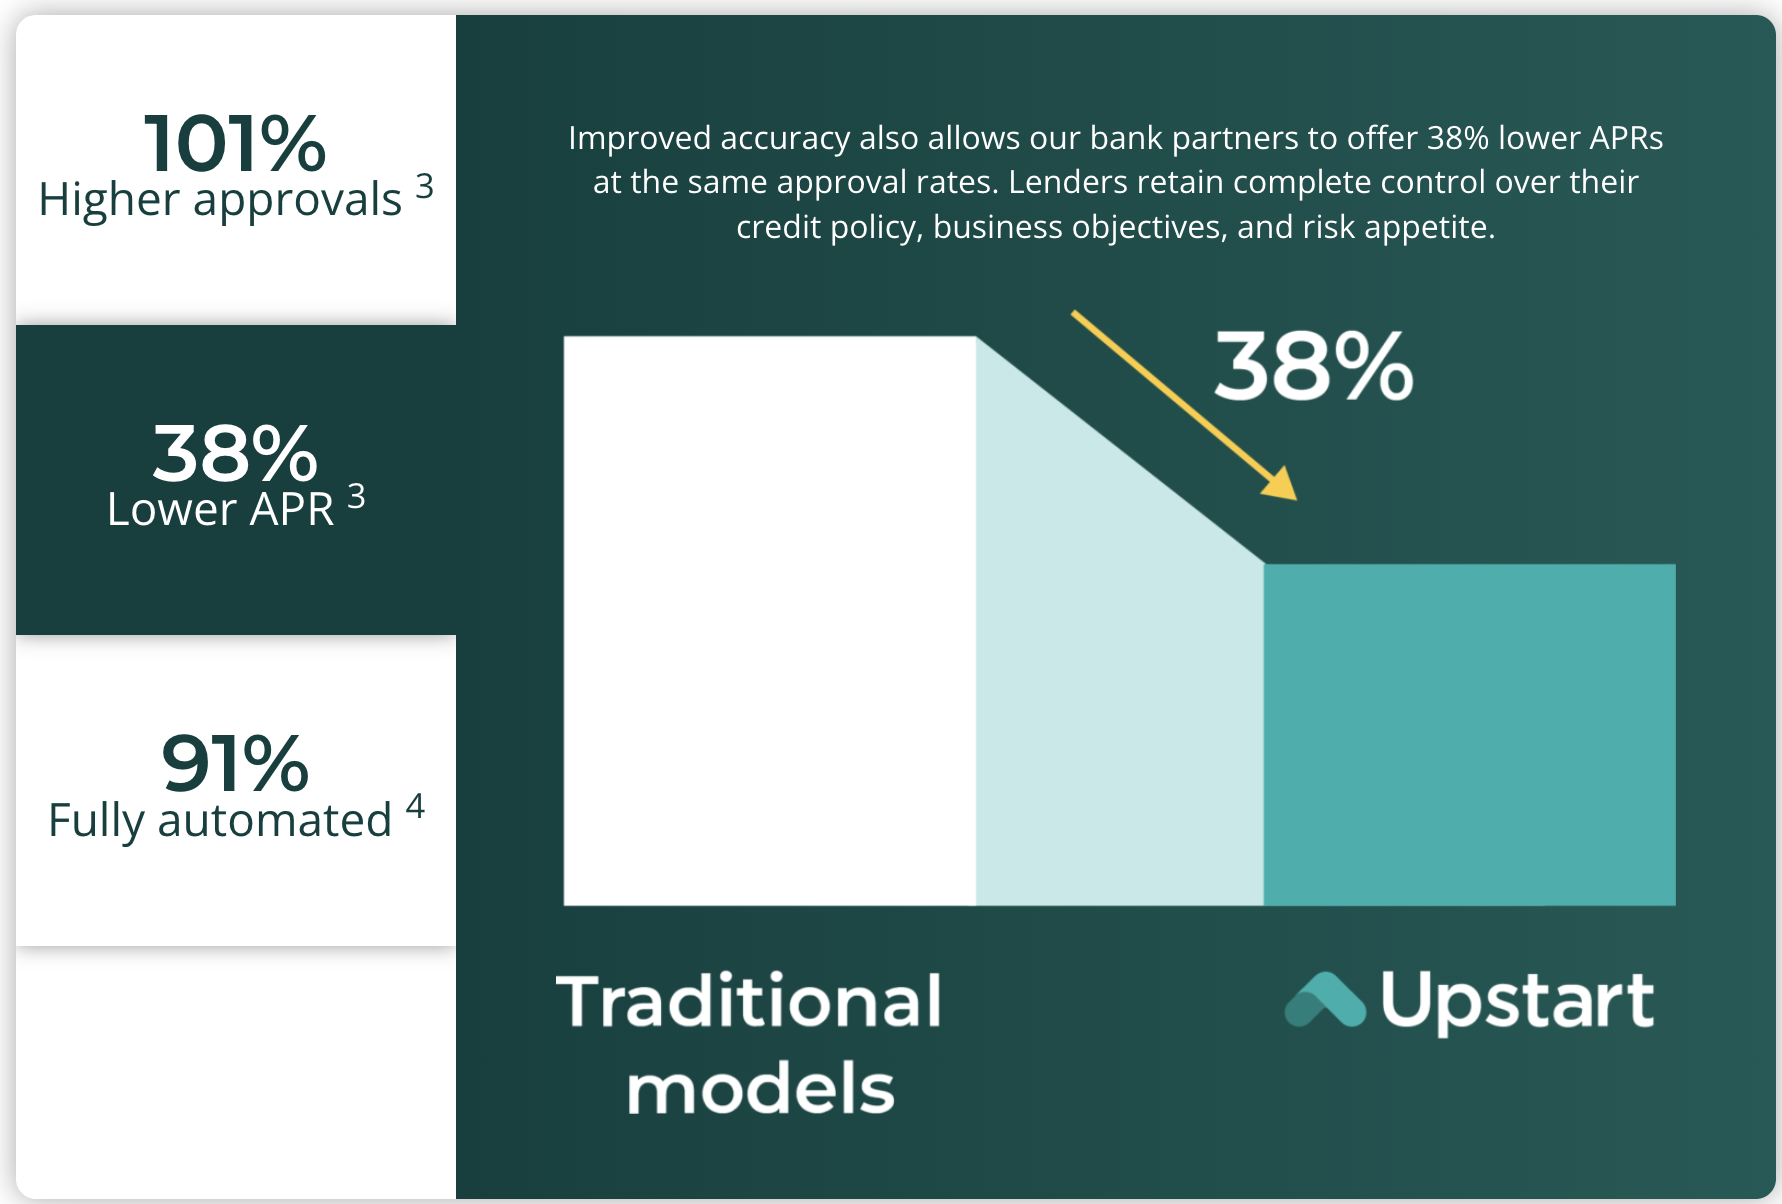 101%
Higher approvals 3
38%
Lower APR 3
91%
Fully automated 4
Improved accuracy also allows our bank partners to offer 38% lower APRs
at the same approval rates. Lenders retain complete control over their
credit policy, business objectives, and risk appetite.
38%
Traditional
models
Upstart